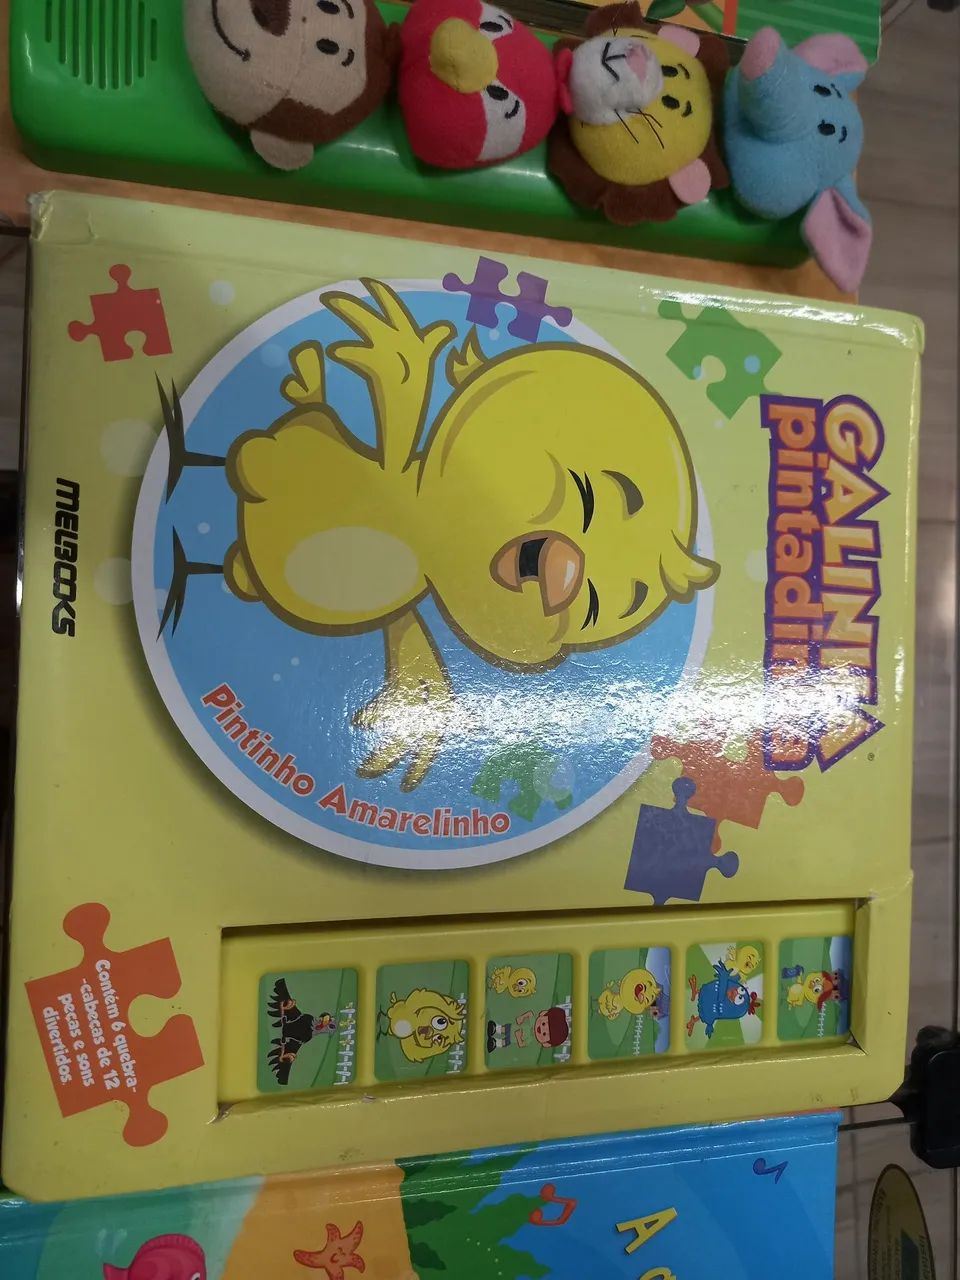 GALINHA
pintadinha
Pintinho Amarelinho
MELBOOKS
Contém 6 quebra-
-cabeças de 12
peças e sons
divertidos.
A